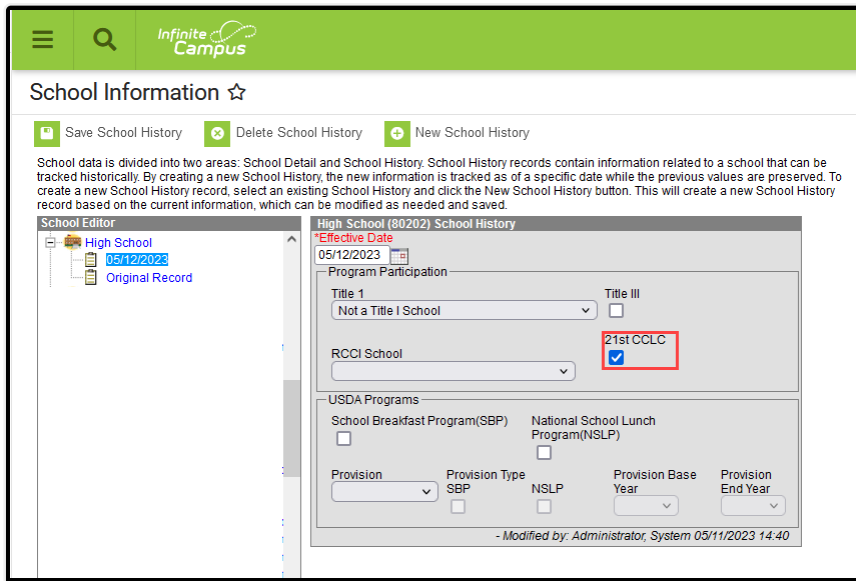 Infinite
Campus
School Information
Save School History
Delete School History
New School History
School data is divided into two areas: School Detail and School History. School History records contain information related to a school that can be
tracked historically. By creating a new School History, the new information is tracked as of a specific date while the previous values are preserved. To
create a new School History record, select an existing School History and click the New School History button. This will create a new School History
record based on the current information, which can be modified as needed and saved.
School Editor
High School
05/12/2023
Original Record
High School (80202) School History
*Effective Date
05/12/2023
Program Participation
Title 1
Title III
Not a Title I School
21st CCLC
RCCI School
USDA Programs
School Breakfast Program(SBP)
National School Lunch
Program(NSLP)
Provision
Provision Type
SBP
NSLP
Provision Base
Year
Provision
End Year
- Modified by: Administrator, System 05/11/2023 14:40